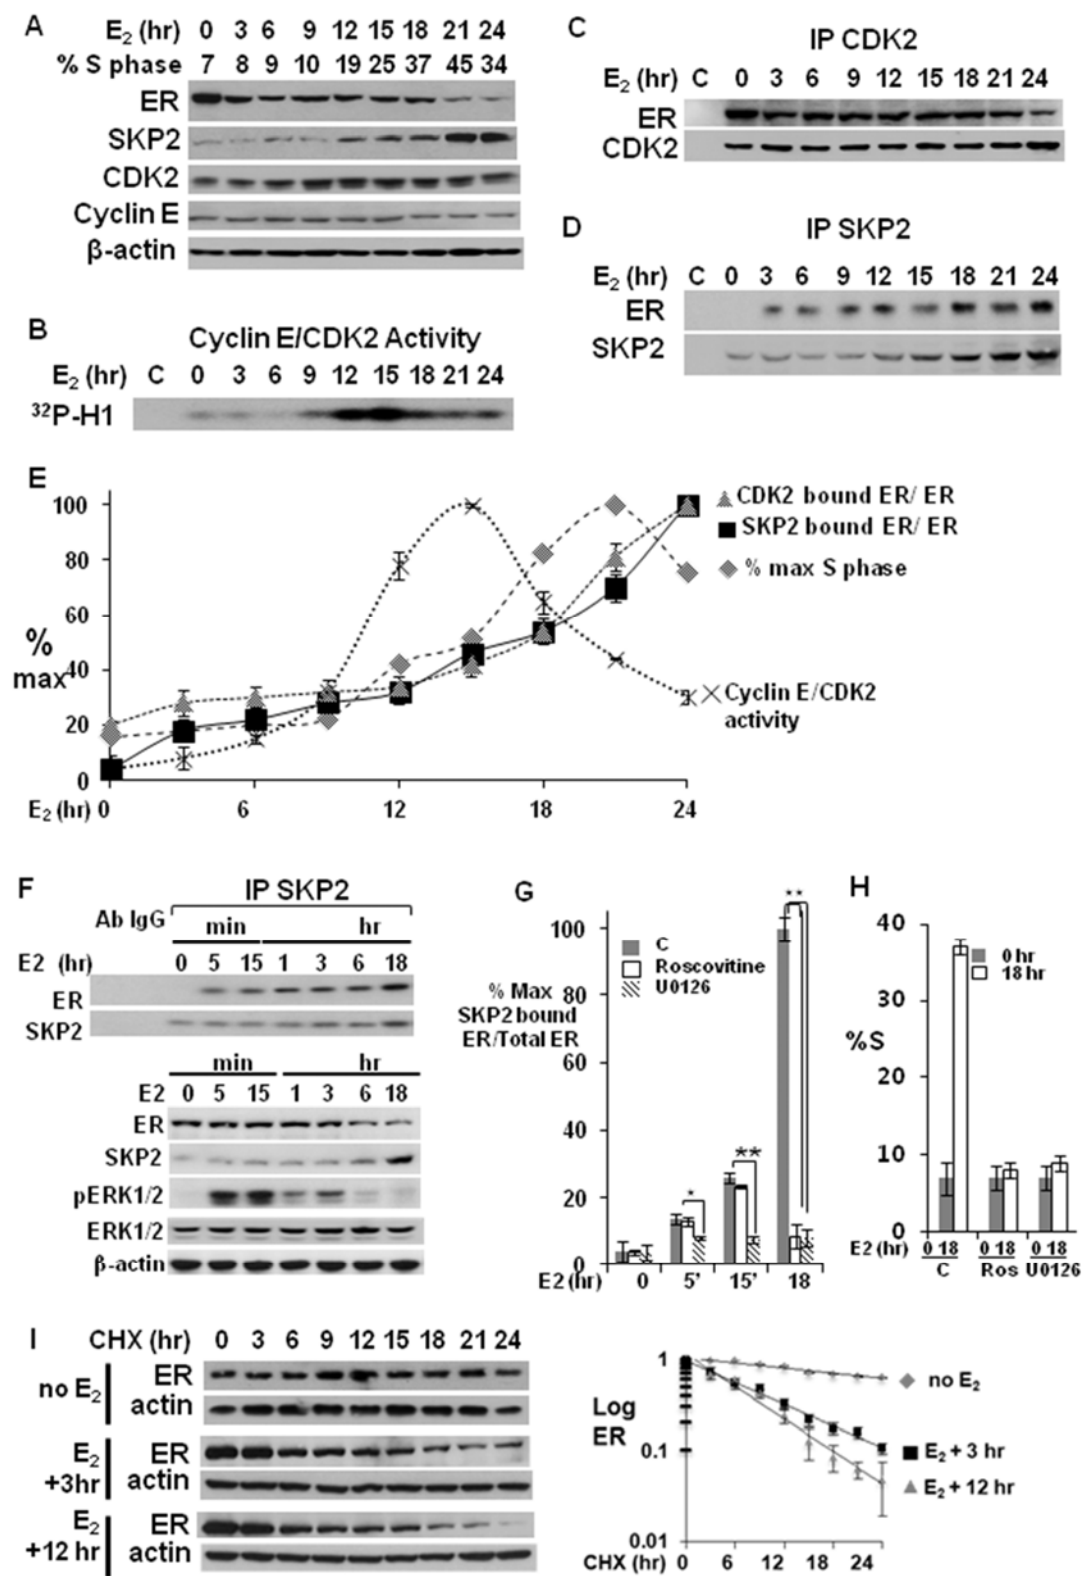 A
E₂ (hr) 0 3 6 9 12 15 18 21 24
% S phase 7 8 9 10 19 25 37 45 34
ER
SKP2
CDK2
Cyclin E
β-actin
B
Cyclin E/CDK2 Activity
E₂ (hr) C 0 3 6 9 12 15 18 21 24
³²P-H1
C
IP CDK2
E₂ (hr) C 0 3 6 9 12 15 18 21 24
ER
CDK2
D
IP SKP2
E₂ (hr) C 0 3 6 9 12 15 18 21 24
ER
SKP2
E
100
80
60
40
20
0
%
max
E₂ (hr) 0 6 12 18 24
CDK2 bound ER/ ER
SKP2 bound ER/ ER
% max S phase
Cyclin E/CDK2
activity
F
IP SKP2
Ab IgG
min hr
E2 (hr) 0 5 15 1 3 6 18
ER
SKP2
min hr
E2 0 5 15 1 3 6 18
ER
SKP2
pERK1/2
ERK1/2
β-actin
G
**
C
Roscovitine
U0126
% Max
SKP2 bound
ER/Total ER
100
80
60
40
20
0
*
**
E2 (hr) 0 5' 15' 18
H
40
30
20
10
0
%S
0 hr
18 hr
E2 (hr) 0 18 0 18 0 18
C Ros U0126
I
CHX (hr) 0 3 6 9 12 15 18 21 24
no E₂
ER
actin
E₂
+3hr
ER
actin
E₂
+12 hr
ER
actin
Log
ER
1
0.1
0.01
CHX (hr) 0 6 12 18 24
no E₂
E₂ + 3 hr
E₂ + 12 hr